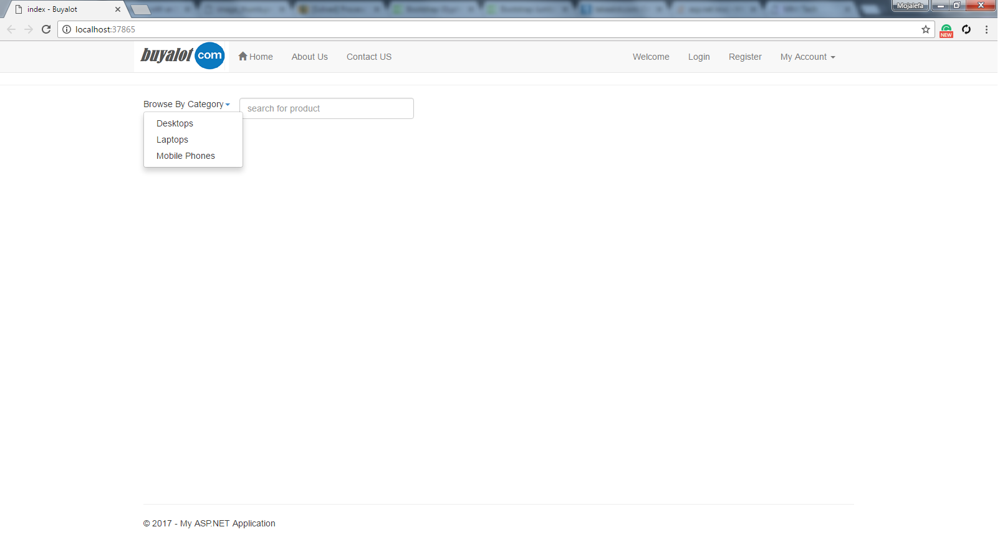 index - Buyalot
Mojalefa
localhost:37865
NEW
buyalot com
Home
About Us
Contact US
Welcome
Login
Register
My Account
Browse By Category
search for product
Desktops
Laptops
Mobile Phones
© 2017 - My ASP.NET Application